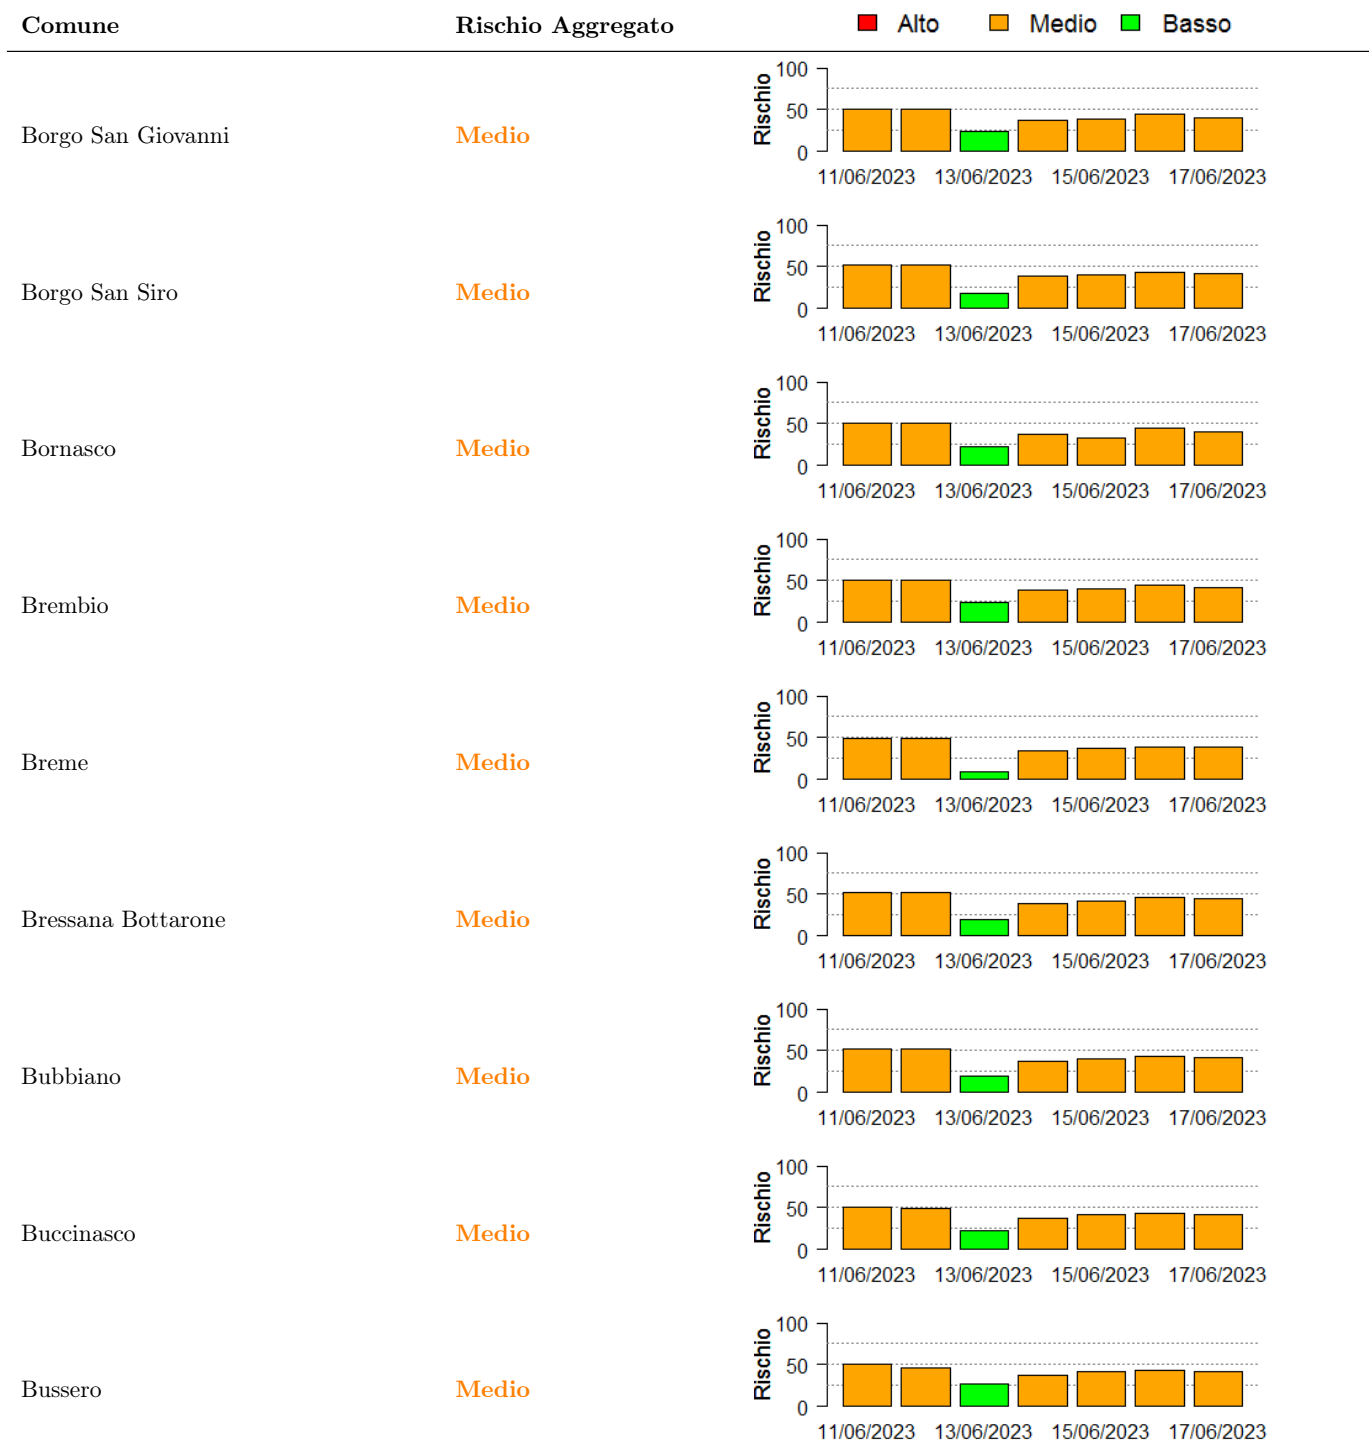 Comune Rischio Aggregato Alto Medio Basso
100
50
0
Rischio
Borgo San Giovanni Medio
11/06/2023 13/06/2023 15/06/2023 17/06/2023
100
50
0
Rischio
Borgo San Siro Medio
11/06/2023 13/06/2023 15/06/2023 17/06/2023
100
50
0
Rischio
Bornasco Medio
11/06/2023 13/06/2023 15/06/2023 17/06/2023
100
50
0
Rischio
Brembio Medio
11/06/2023 13/06/2023 15/06/2023 17/06/2023
100
50
0
Rischio
Breme Medio
11/06/2023 13/06/2023 15/06/2023 17/06/2023
100
50
0
Rischio
Bressana Bottarone Medio
11/06/2023 13/06/2023 15/06/2023 17/06/2023
100
50
0
Rischio
Bubbiano Medio
11/06/2023 13/06/2023 15/06/2023 17/06/2023
100
50
0
Rischio
Buccinasco Medio
11/06/2023 13/06/2023 15/06/2023 17/06/2023
100
50
0
Rischio
Bussero Medio
11/06/2023 13/06/2023 15/06/2023 17/06/2023